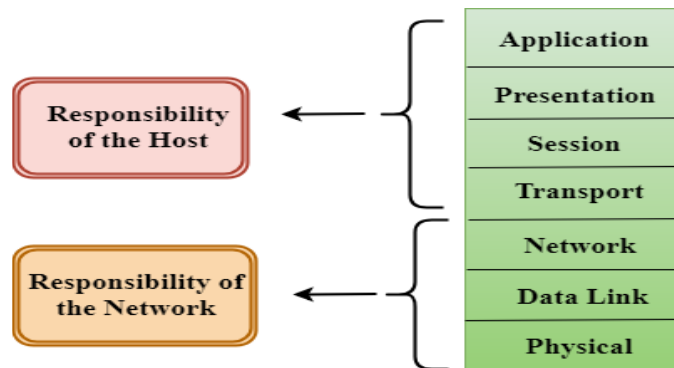 Responsibility
of the Host
Responsibility of
the Network
Application
Presentation
Session
Transport
Network
Data Link
Physical